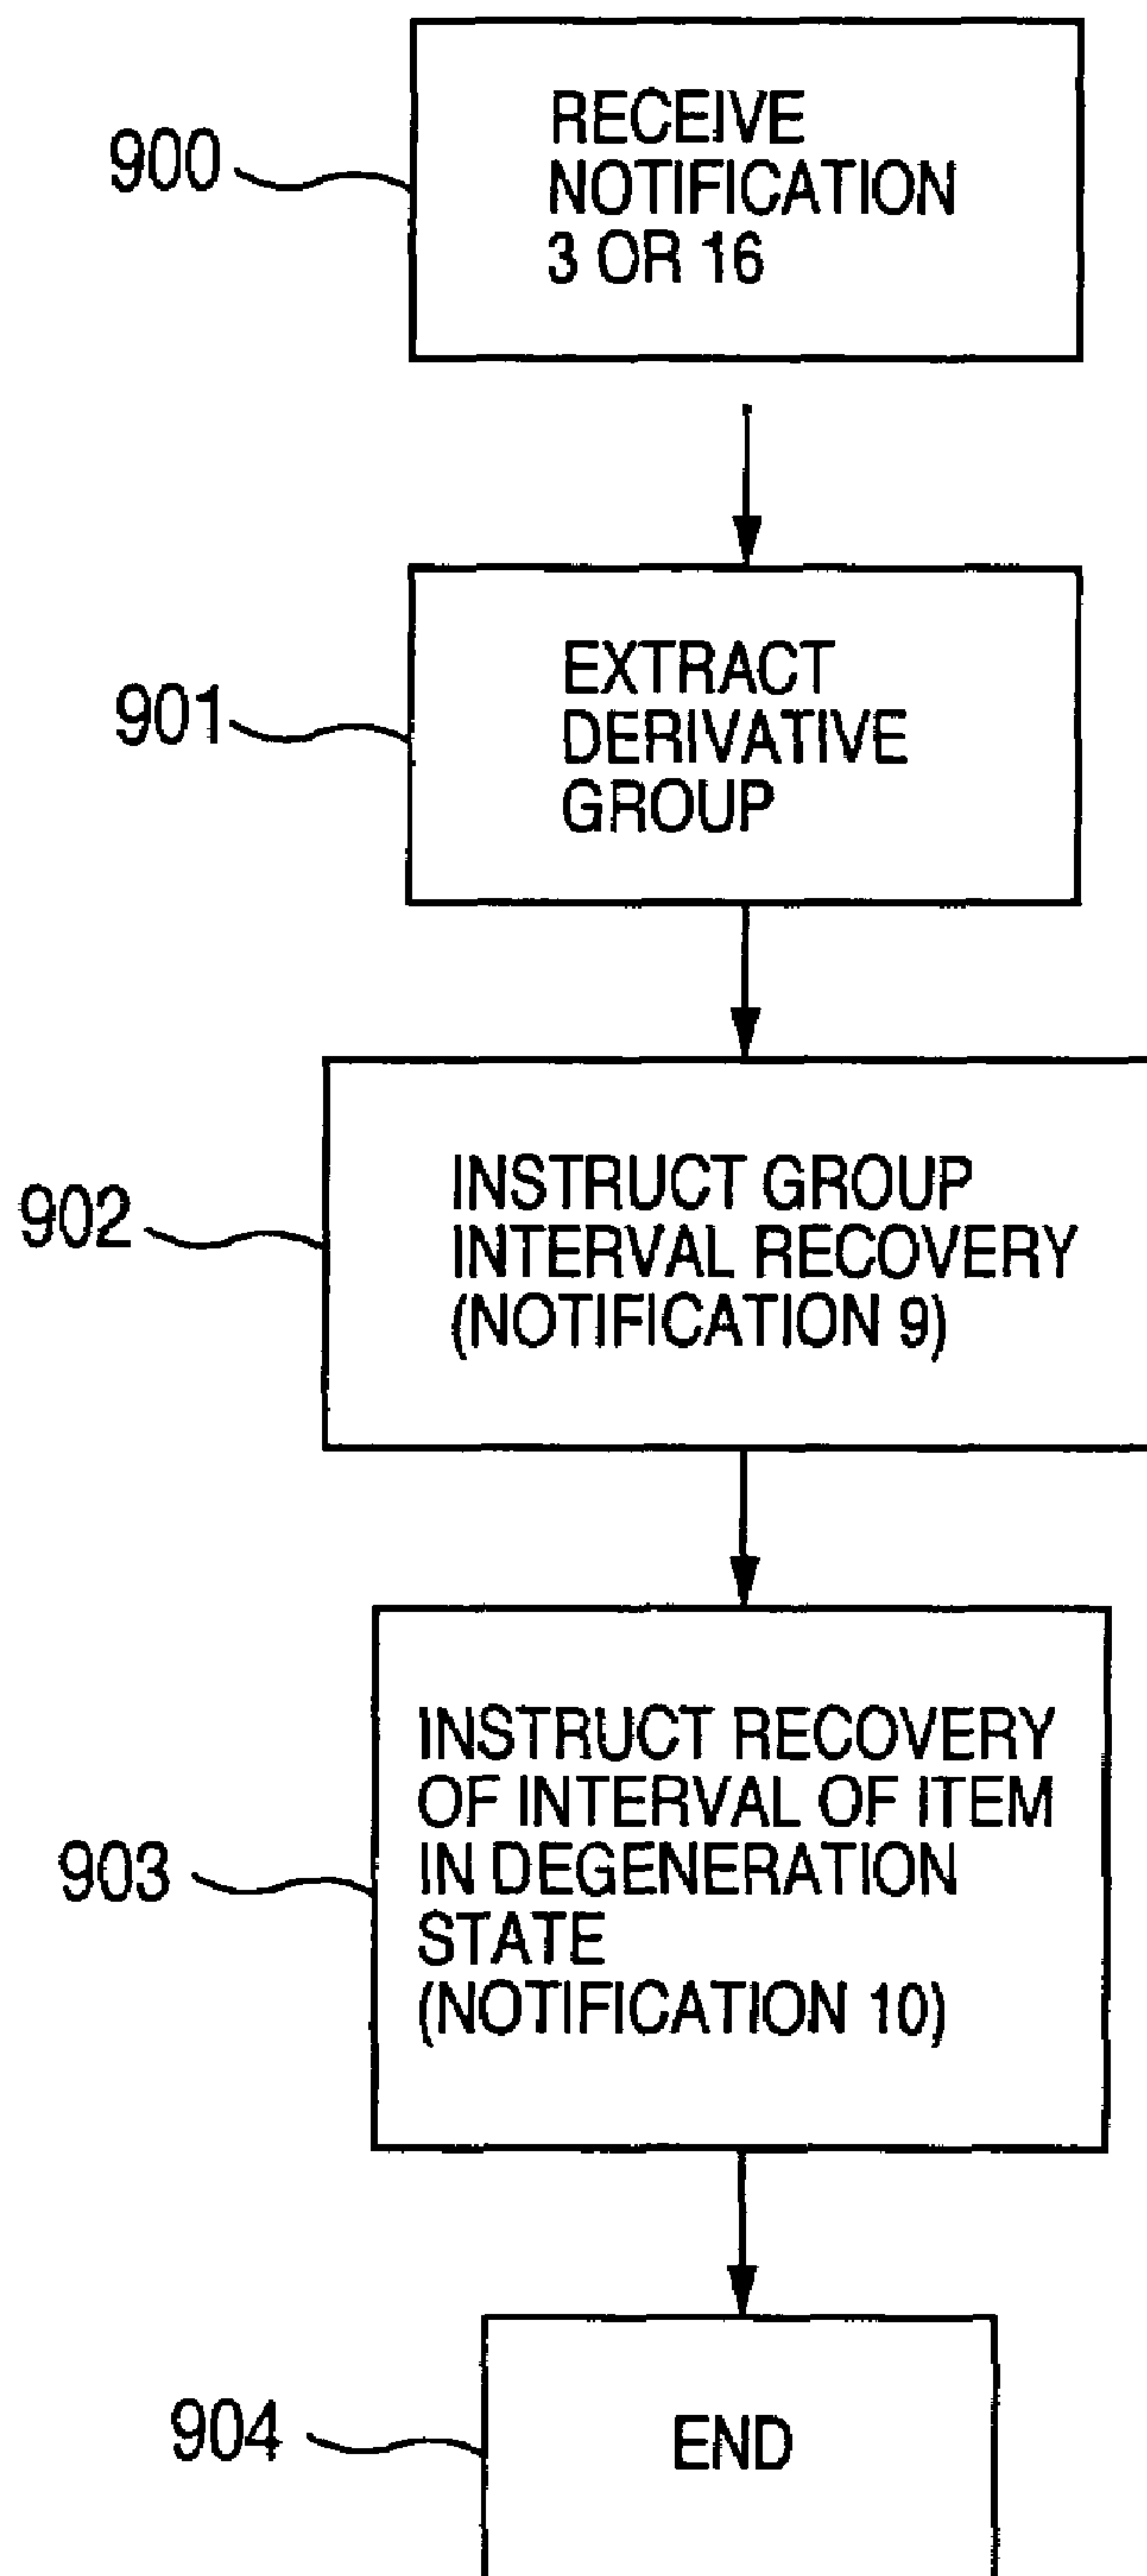 900
RECEIVE
NOTIFICATION
3 OR 16
901
EXTRACT
DERIVATIVE
GROUP
902
INSTRUCT GROUP
INTERVAL RECOVERY
(NOTIFICATION 9)
903
INSTRUCT RECOVERY
OF INTERVAL OF ITEM
IN DEGENERATION
STATE
(NOTIFICATION 10)
904
END